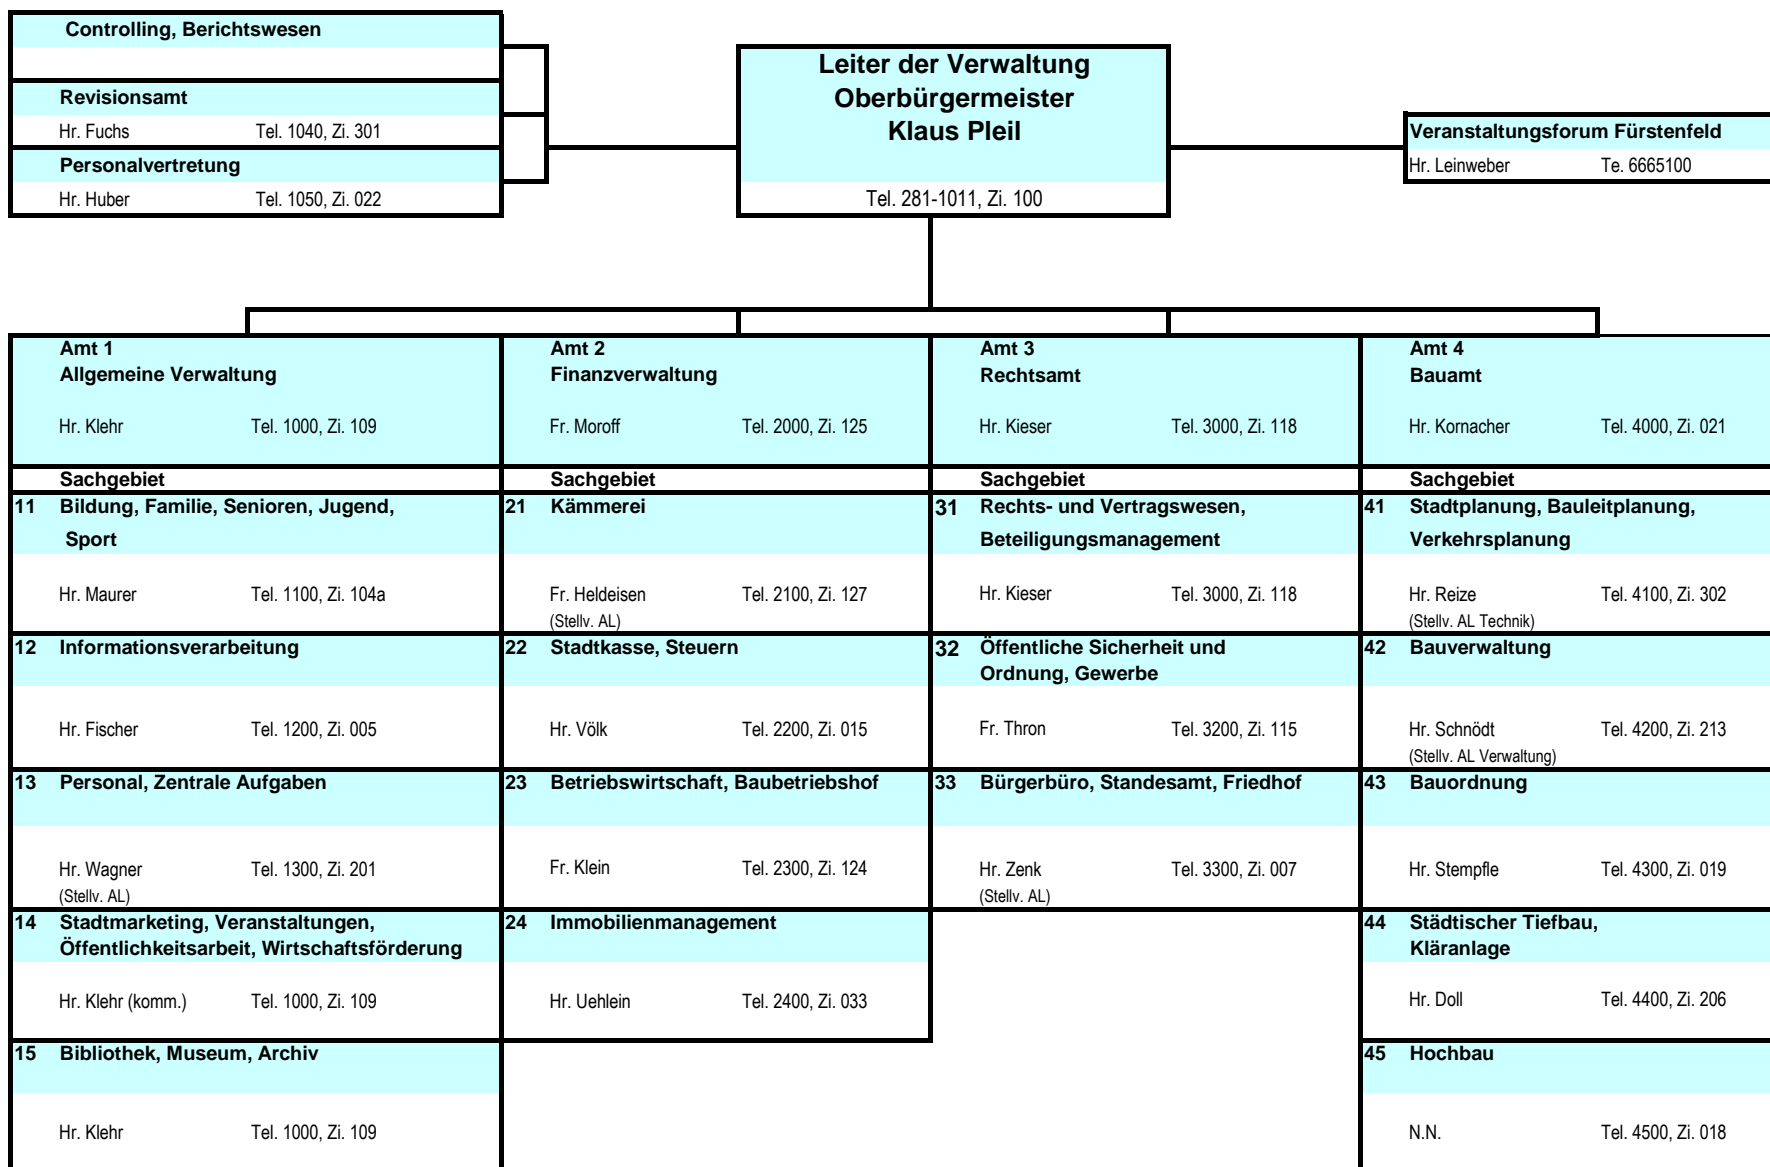 Controlling, Berichtswesen
Revisionsamt
Hr. Fuchs Tel. 1040, Zi. 301
Personalvertretung
Hr. Huber Tel. 1050, Zi. 022
Leiter der Verwaltung
Oberbürgermeister
Klaus Pleil
Tel. 281-1011, Zi. 100
Veranstaltungsforum Fürstenfeld
Hr. Leinweber Te. 6665100
Amt 1
Allgemeine Verwaltung
Hr. Klehr Tel. 1000, Zi. 109
Sachgebiet
11 Bildung, Familie, Senioren, Jugend,
Sport
Hr. Maurer Tel. 1100, Zi. 104a
12 Informationsverarbeitung
Hr. Fischer Tel. 1200, Zi. 005
13 Personal, Zentrale Aufgaben
Hr. Wagner Tel. 1300, Zi. 201
(Stellv. AL)
14 Stadtmarketing, Veranstaltungen,
Öffentlichkeitsarbeit, Wirtschaftsförderung
Hr. Klehr (komm.) Tel. 1000, Zi. 109
15 Bibliothek, Museum, Archiv
Hr. Klehr Tel. 1000, Zi. 109
Amt 2
Finanzverwaltung
Fr. Moroff Tel. 2000, Zi. 125
Sachgebiet
21 Kämmerei
Fr. Heldeisen Tel. 2100, Zi. 127
(Stellv. AL)
22 Stadtkasse, Steuern
Hr. Völk Tel. 2200, Zi. 015
23 Betriebswirtschaft, Baubetriebshof
Fr. Klein Tel. 2300, Zi. 124
24 Immobilienmanagement
Hr. Uehlein Tel. 2400, Zi. 033
Amt 3
Rechtsamt
Hr. Kieser Tel. 3000, Zi. 118
Sachgebiet
31 Rechts- und Vertragswesen,
Beteiligungsmanagement
Hr. Kieser Tel. 3000, Zi. 118
32 Öffentliche Sicherheit und
Ordnung, Gewerbe
Fr. Thron Tel. 3200, Zi. 115
33 Bürgerbüro, Standesamt, Friedhof
Hr. Zenk Tel. 3300, Zi. 007
(Stellv. AL)
Amt 4
Bauamt
Hr. Kornacher Tel. 4000, Zi. 021
Sachgebiet
41 Stadtplanung, Bauleitplanung,
Verkehrsplanung
Hr. Reize Tel. 4100, Zi. 302
(Stellv. AL Technik)
42 Bauverwaltung
Hr. Schnödt Tel. 4200, Zi. 213
(Stellv. AL Verwaltung)
43 Bauordnung
Hr. Stempfle Tel. 4300, Zi. 019
44 Städtischer Tiefbau,
Kläranlage
Hr. Doll Tel. 4400, Zi. 206
45 Hochbau
N.N. Tel. 4500, Zi. 018